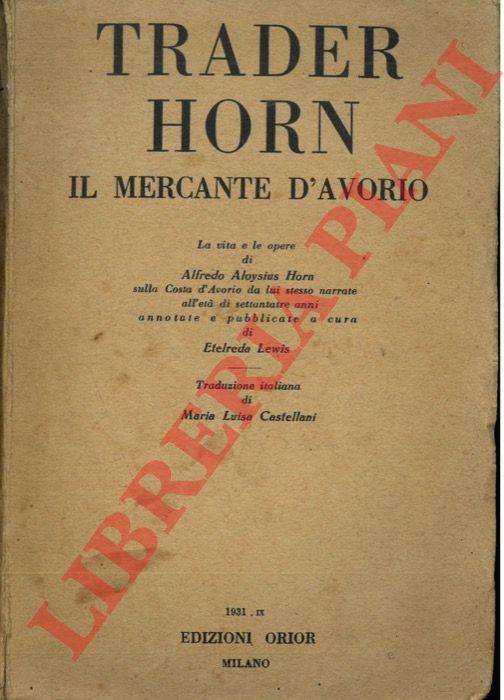 TRADER
HORN
IL MERCANTE D'AVORIO
La vita e le opere
di
Alfredo Aloysius Horn
sulla Costa d'Avorio da lui stesso narrate
all'età di settantatre anni
annotate e pubblicate a cura
di
Etelreda Lewis
Traduzione italiana
di
Maria Luisa Castellani
1931 . IX
EDIZIONI ORIOR
MILANO
LIBRERIA PIANI